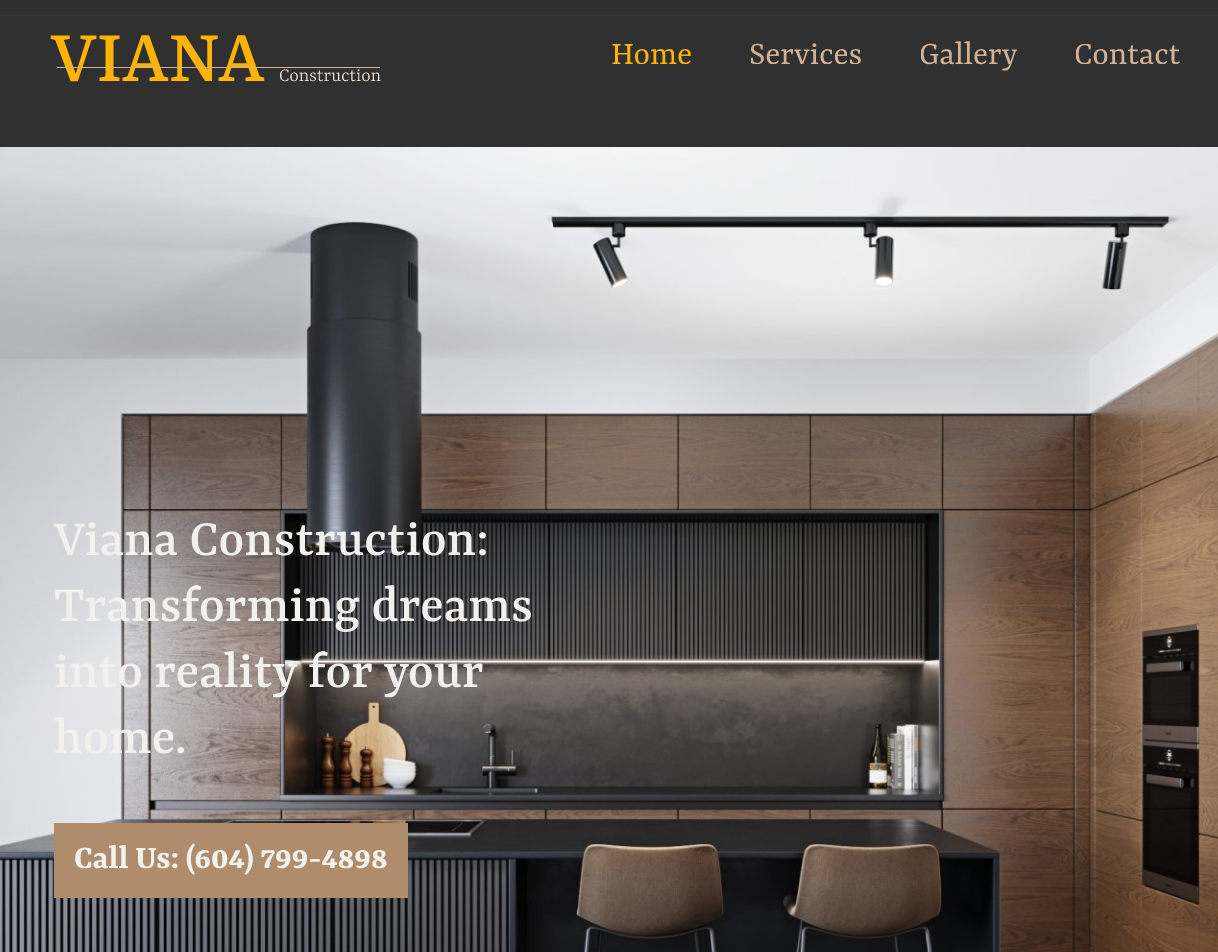 VIANA Construction
Home Services Gallery Contact
Viana Construction:
Transforming dreams
into reality for your
home.
Call Us: (604) 799-4898